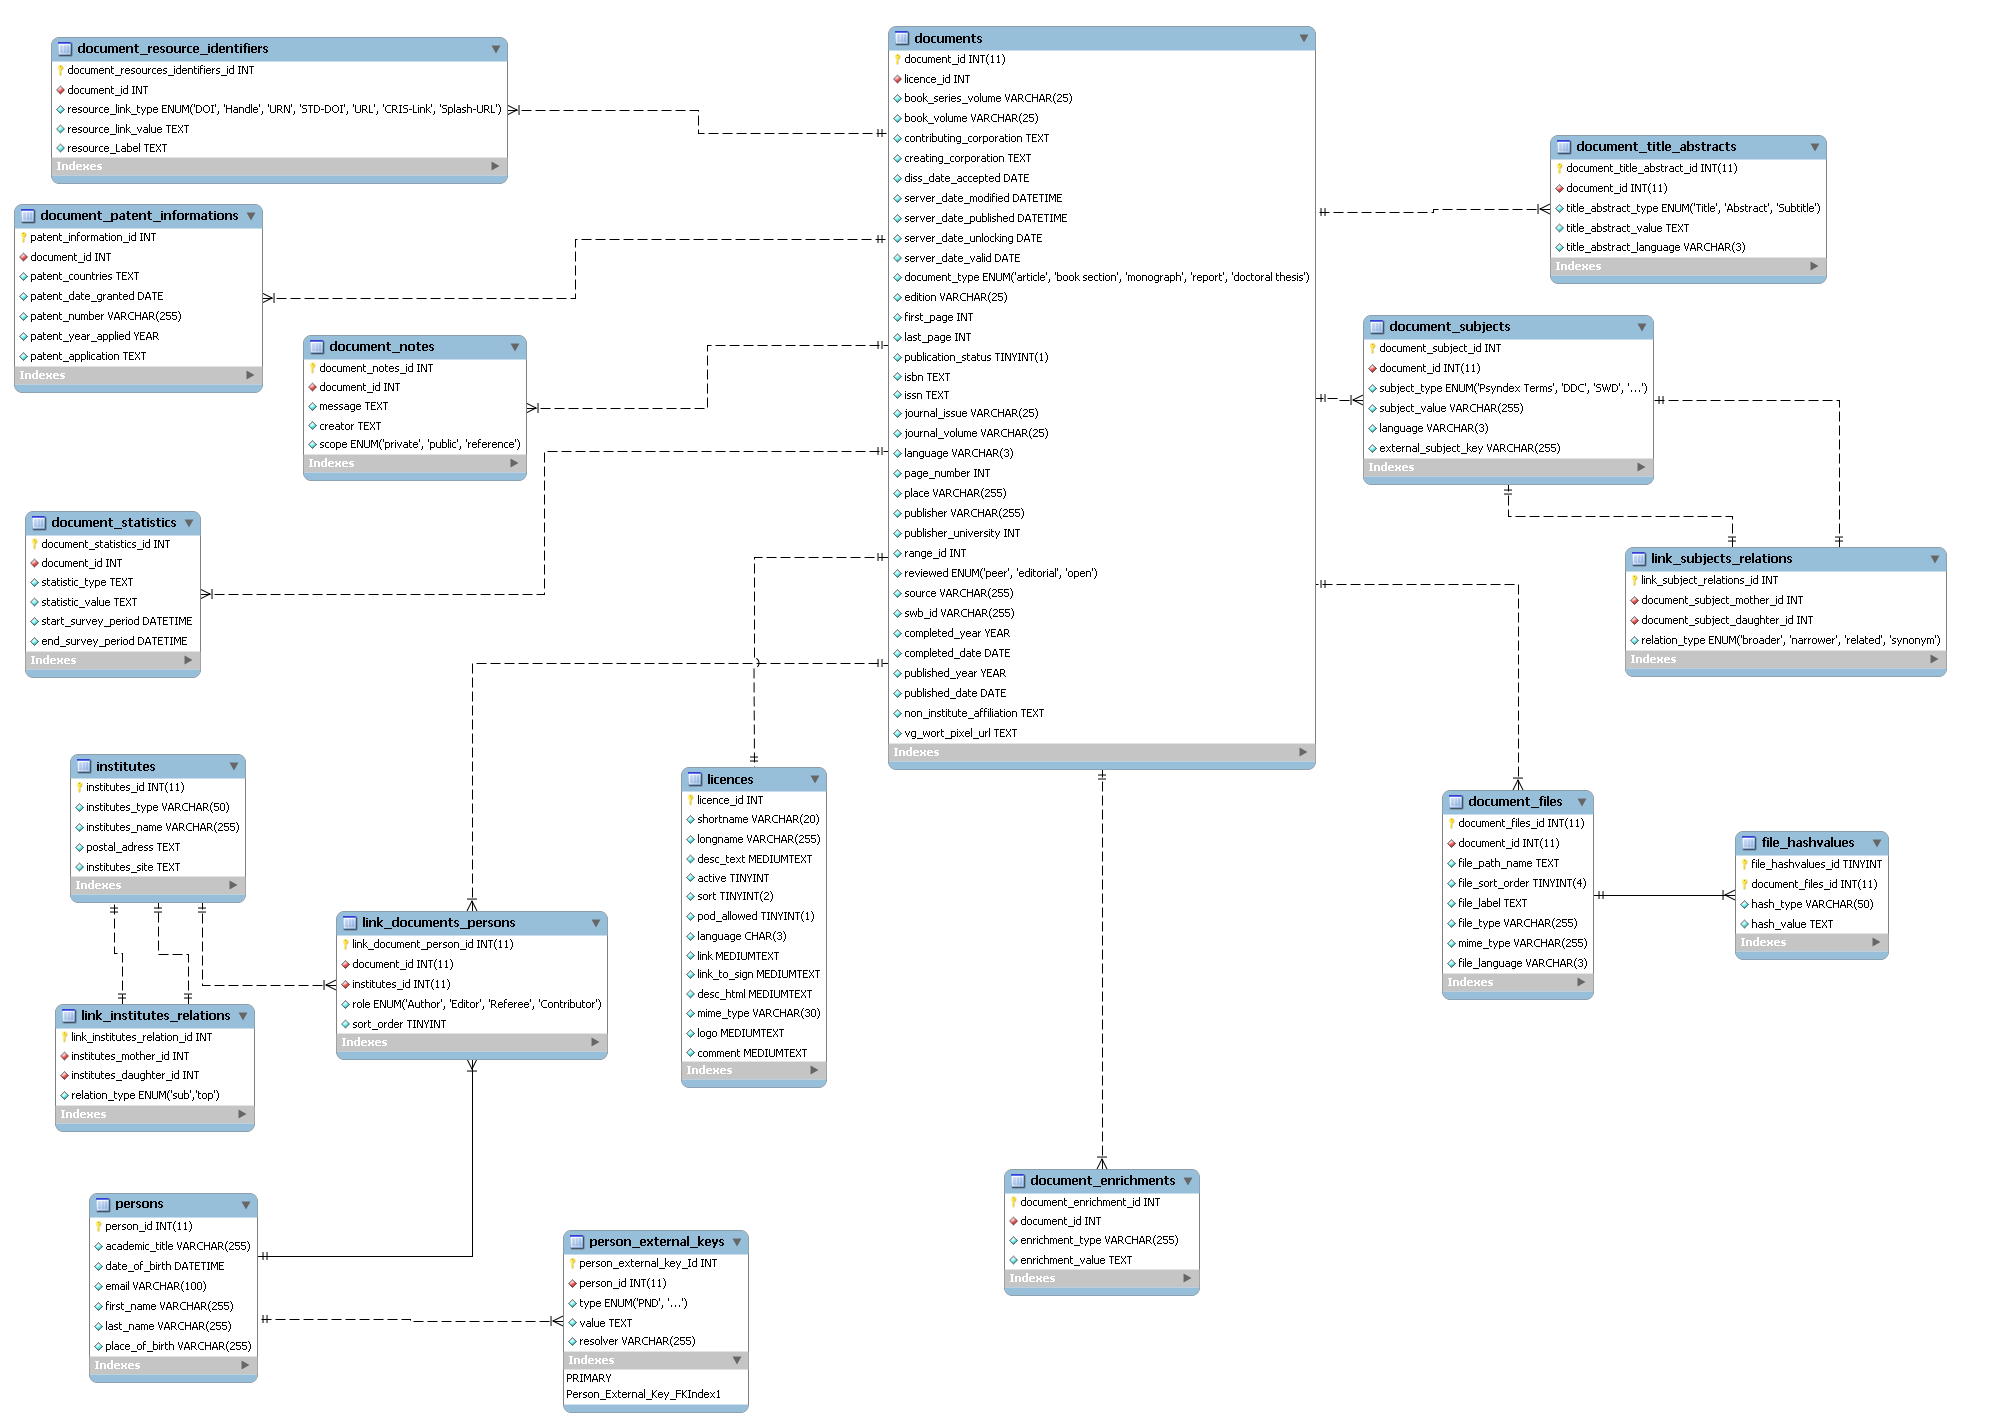 document_resource_identifiers
document_resources_identifiers_id INT
document_id INT
resource_link_type ENUM('DOI', 'Handle', 'URN', 'STD-DOI', 'URL', 'CRIS-Link', 'Splash-URL')
resource_link_value TEXT
resource_Label TEXT
Indexes
document_patent_informations
patent_information_id INT
document_id INT
patent_countries TEXT
patent_date_granted DATE
patent_number VARCHAR(255)
patent_year_applied YEAR
patent_application TEXT
Indexes
document_notes
document_notes_id INT
document_id INT
message TEXT
creator TEXT
scope ENUM('private', 'public', 'reference')
Indexes
document_statistics
document_statistics_id INT
document_id INT
statistic_type TEXT
statistic_value TEXT
start_survey_period DATETIME
end_survey_period DATETIME
Indexes
documents
document_id INT(11)
licence_id INT
book_series_volume VARCHAR(25)
book_volume VARCHAR(25)
contributing_corporation TEXT
creating_corporation TEXT
diss_date_accepted DATE
server_date_modified DATETIME
server_date_published DATETIME
server_date_unlocking DATE
server_date_valid DATE
document_type ENUM('article', 'book section', 'monograph', 'report', 'doctoral thesis')
edition VARCHAR(25)
first_page INT
last_page INT
publication_status TINYINT(1)
isbn TEXT
issn TEXT
journal_issue VARCHAR(25)
journal_volume VARCHAR(25)
language VARCHAR(3)
page_number INT
place VARCHAR(255)
publisher VARCHAR(255)
publisher_university INT
range_id INT
reviewed ENUM('peer', 'editorial', 'open')
source VARCHAR(255)
swb_id VARCHAR(255)
completed_year YEAR
completed_date DATE
published_year YEAR
published_date DATE
non_institute_affiliation TEXT
vg_wort_pixel_url TEXT
Indexes
document_title_abstracts
document_title_abstract_id INT(11)
document_id INT(11)
title_abstract_type ENUM('Title', 'Abstract', 'Subtitle')
title_abstract_value TEXT
title_abstract_language VARCHAR(3)
Indexes
document_subjects
document_subject_id INT
document_id INT(11)
subject_type ENUM('Psyndex Terms', 'DDC', 'SWD', '...')
subject_value VARCHAR(255)
language VARCHAR(3)
external_subject_key VARCHAR(255)
Indexes
link_subjects_relations
link_subject_relations_id INT
document_subject_mother_id INT
document_subject_daughter_id INT
relation_type ENUM('broader', 'narrower', 'related', 'synonym')
Indexes
institutes
institutes_id INT(11)
institutes_type VARCHAR(50)
institutes_name VARCHAR(255)
postal_adress TEXT
institutes_site TEXT
Indexes
link_institutes_relations
link_institutes_relation_id INT
institutes_mother_id INT
institutes_daughter_id INT
relation_type ENUM('sub','top')
Indexes
link_documents_persons
link_document_person_id INT(11)
document_id INT(11)
institutes_id INT(11)
role ENUM('Author', 'Editor', 'Referee', 'Contributor')
sort_order TINYINT
Indexes
licences
licence_id INT
shortname VARCHAR(20)
longname VARCHAR(255)
desc_text MEDIUMTEXT
active TINYINT
sort TINYINT(2)
pod_allowed TINYINT(1)
language CHAR(3)
link MEDIUMTEXT
link_to_sign MEDIUMTEXT
desc_html MEDIUMTEXT
mime_type VARCHAR(30)
logo MEDIUMTEXT
comment MEDIUMTEXT
Indexes
document_files
document_files_id INT(11)
document_id INT(11)
file_path_name TEXT
file_sort_order TINYINT(4)
file_label TEXT
file_type VARCHAR(255)
mime_type VARCHAR(255)
file_language VARCHAR(3)
Indexes
file_hashvalues
file_hashvalues_id TINYINT
document_files_id INT(11)
hash_type VARCHAR(50)
hash_value TEXT
Indexes
persons
person_id INT(11)
academic_title VARCHAR(255)
date_of_birth DATETIME
email VARCHAR(100)
first_name VARCHAR(255)
last_name VARCHAR(255)
place_of_birth VARCHAR(255)
Indexes
person_external_keys
person_external_key_Id INT
person_id INT(11)
type ENUM('PND', '...')
value TEXT
resolver VARCHAR(255)
Indexes
PRIMARY
Person_External_Key_FKIndex1
document_enrichments
document_enrichment_id INT
document_id INT
enrichment_type VARCHAR(255)
enrichment_value TEXT
Indexes